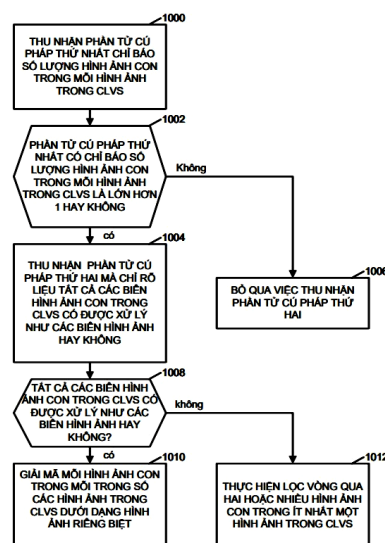 1000
THU NHẬN PHẦN TỬ CÚ
PHÁP THỨ NHẤT CHỈ BÁO
SỐ LƯỢNG HÌNH ẢNH CON
TRONG MỖI HÌNH ẢNH
TRONG CLVS
1002
PHẦN TỬ CÚ PHÁP THỨ
NHẤT CÓ CHỈ BÁO SỐ
LƯỢNG HÌNH ẢNH CON
TRONG MỖI HÌNH ẢNH
TRONG CLVS LÀ LỚN HƠN
1 HAY KHÔNG
Không
có
1004
THU NHẬN PHẦN TỬ CÚ
PHÁP THỨ HAI MÀ CHỈ RÕ
LIỆU TẤT CẢ CÁC BIÊN
HÌNH ẢNH CON TRONG
CLVS CÓ ĐƯỢC XỬ LÝ
NHƯ CÁC BIÊN HÌNH ẢNH
HAY KHÔNG
1006
BỎ QUA VIỆC THU NHẬN
PHẦN TỬ CÚ PHÁP THỨ
HAI
1008
TẤT CẢ CÁC BIÊN HÌNH
ẢNH CON TRONG CLVS CÓ
ĐƯỢC XỬ LÝ NHƯ CÁC
BIÊN HÌNH ẢNH HAY
KHÔNG?
không
có
1010
GIẢI MÃ MỖI HÌNH ẢNH CON
TRONG MỖI TRONG SỐ
CÁC HÌNH ẢNH TRONG
CLVS DƯỚI DẠNG HÌNH
ẢNH RIÊNG BIỆT
1012
THỰC HIỆN LỌC VÒNG QUA
HAI HOẶC NHIỀU HÌNH ẢNH
CON TRONG ÍT NHẤT MỘT
HÌNH ẢNH TRONG CLVS